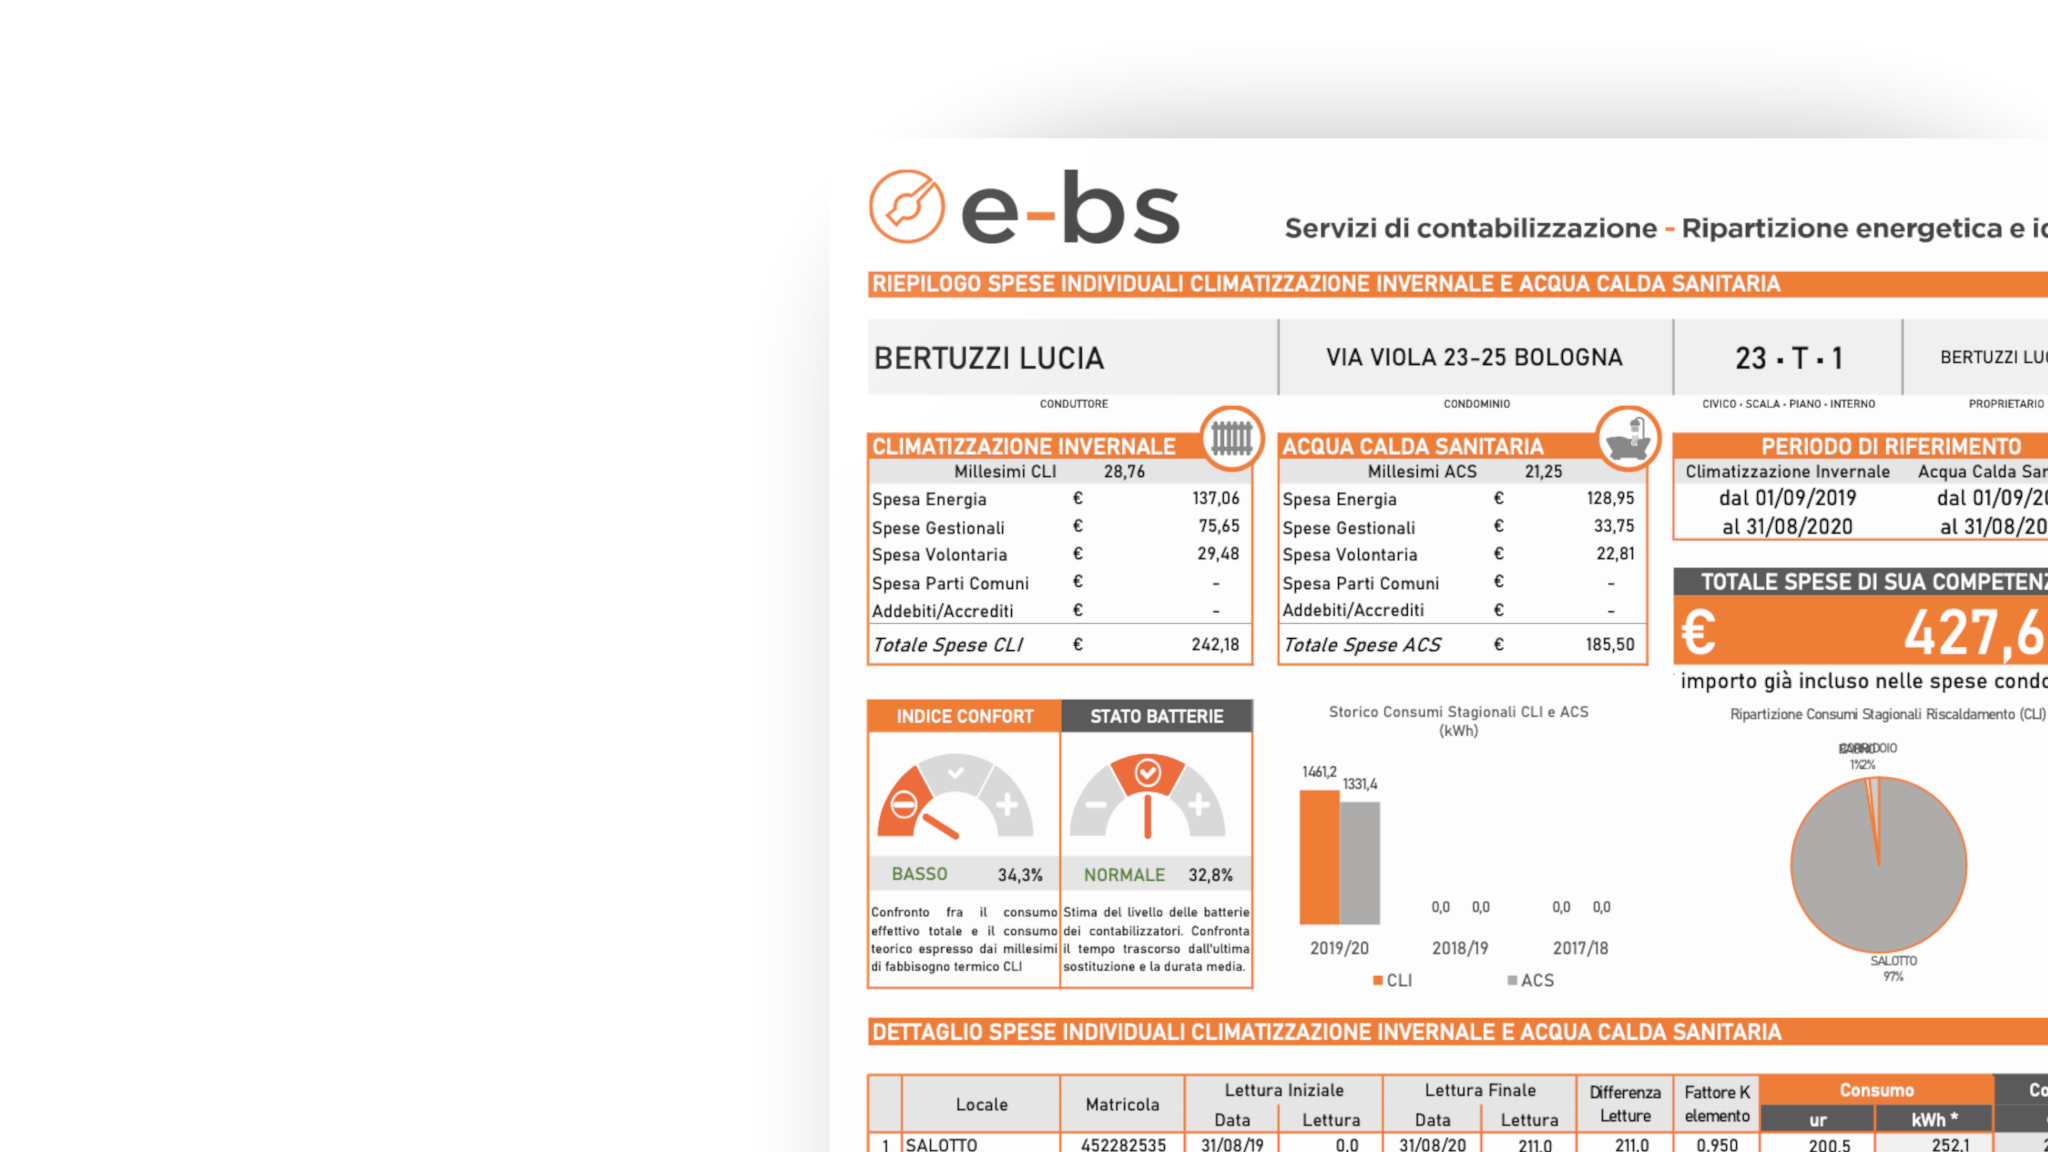 e-bs
Servizi di contabilizzazione - Ripartizione energetica e
RIEPILOGO SPESE INDIVIDUALI CLIMATIZZAZIONE INVERNALE E ACQUA CALDA SANITARIA
BERTUZZI LUCIA
VIA VIOLA 23-25 BOLOGNA
23 · T · 1
BERTUZZI
CONDUTTORE
CONDOMINIO
CIVICO - SCALA - PIANO - INTERNO
PROPRIETARIO
CLIMATIZZAZIONE INVERNALE
Millesimi CLI 28,76
Spesa Energia € 137,06
Spese Gestionali € 75,65
Spesa Volontaria € 29,48
Spesa Parti Comuni € -
Addebiti/Accrediti € -
Totale Spese CLI € 242,18
ACQUA CALDA SANITARIA
Millesimi ACS 21,25
Spesa Energia € 128,95
Spese Gestionali € 33,75
Spesa Volontaria € 22,81
Spesa Parti Comuni € -
Addebiti/Accrediti € -
Totale Spese ACS € 185,50
PERIODO DI RIFERIMENTO
Climatizzazione Invernale Acqua Calda
dal 01/09/2019 dal 01/09/20
al 31/08/2020 al 31/08/20
TOTALE SPESE DI SUA
€ 427,6
importo già incluso nelle spese
INDICE CONFORT
BASSO 34,3%
Confronto fra il consumo
effettivo totale e il consumo
teorico espresso dai millesimi
di fabbisogno termico CLI
STATO BATTERIE
NORMALE 32,8%
Stima del livello delle batterie
dei contabilizzatori. Confronta
il tempo trascorso dall'ultima
sostituzione e la durata media.
Storico Consumi Stagionali CLI e ACS
(kWh)
1461,2
1331,4
0,0 0,0 0,0 0,0
2019/20 2018/19 2017/18
CLI ACS
Ripartizione Consumi Stagionali Riscaldamento (CLI)
CORRIDOIO
1% 2%
SALOTTO
97%
DETTAGLIO SPESE INDIVIDUALI CLIMATIZZAZIONE INVERNALE E ACQUA CALDA SANITARIA
Locale Matricola Lettura Iniziale Lettura Finale Differenza Letture Fattore K elemento Consumo
Data Lettura Data Lettura ur kWh *
1 SALOTTO 452282535 31/08/19 0,0 31/08/20 211,0 211,0 0,950 200,5 252,1